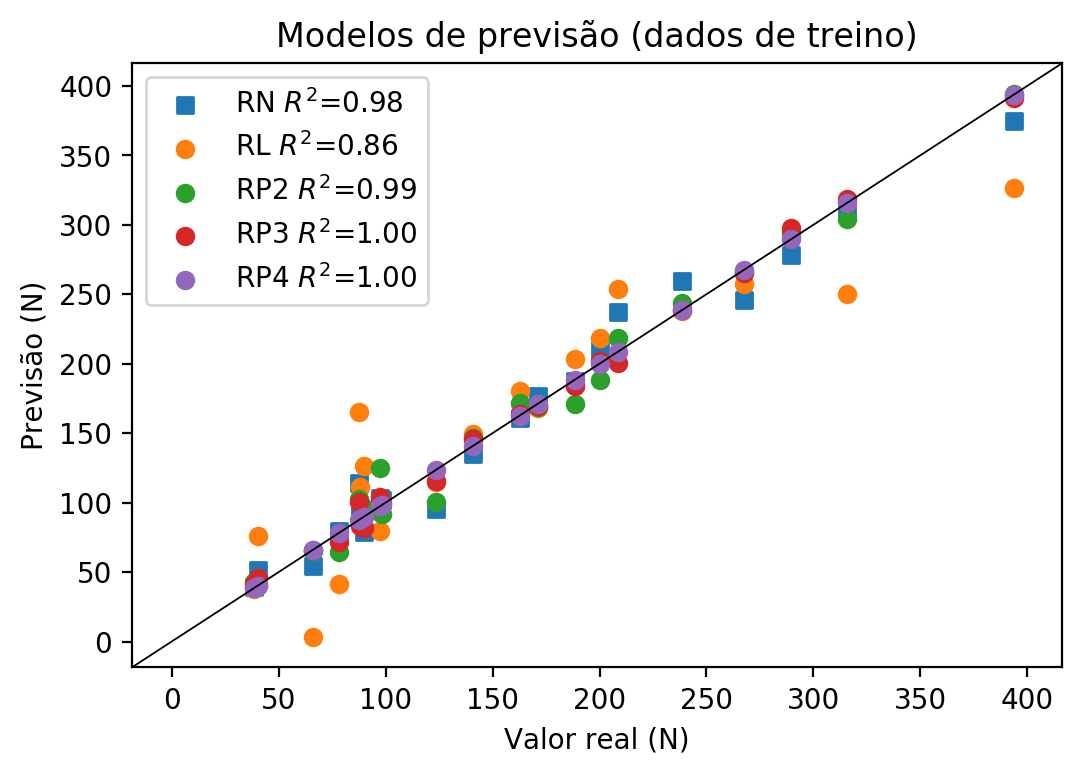 Modelos de previsão (dados de treino)
RN R²=0.98
RL R²=0.86
RP2 R²=0.99
RP3 R²=1.00
RP4 R²=1.00
400
350
300
250
200
150
100
50
0
Previsão (N)
0 50 100 150 200 250 300 350 400
Valor real (N)